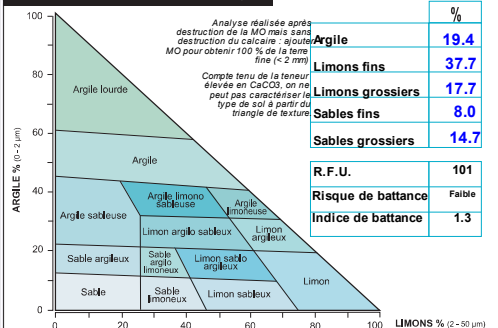 Analyse réalisée après
destruction de la MO mais sans
destruction du calcaire : ajouter
MO pour obtenir 100 % de la terre
fine (< 2 mm)
Compte tenu de la teneur
élevée en CaCO3, on ne
peut pas caractériser le
type de sol à partir du
triangle de texture
%
Argile 19.4
Limons fins 37.7
Limons grossiers 17.7
Sables fins 8.0
Sables grossiers 14.7
R.F.U. 101
Risque de battance Faible
Indice de battance 1.3
ARGILE % (0 - 2 µm)
100
80
60
40
20
0
Argile lourde
Argile
Argile limono
sableuse
Argile
limoneuse
Argile sableuse
Limon argilo sableux
Limon
argileux
Sable argileux
Sable
argilo
limoneux
Limon sablo
argileux
Limon
Sable
Sable
limoneux
Limon sableux
0 20 40 60 80 100
LIMONS % (2 - 50 µm)